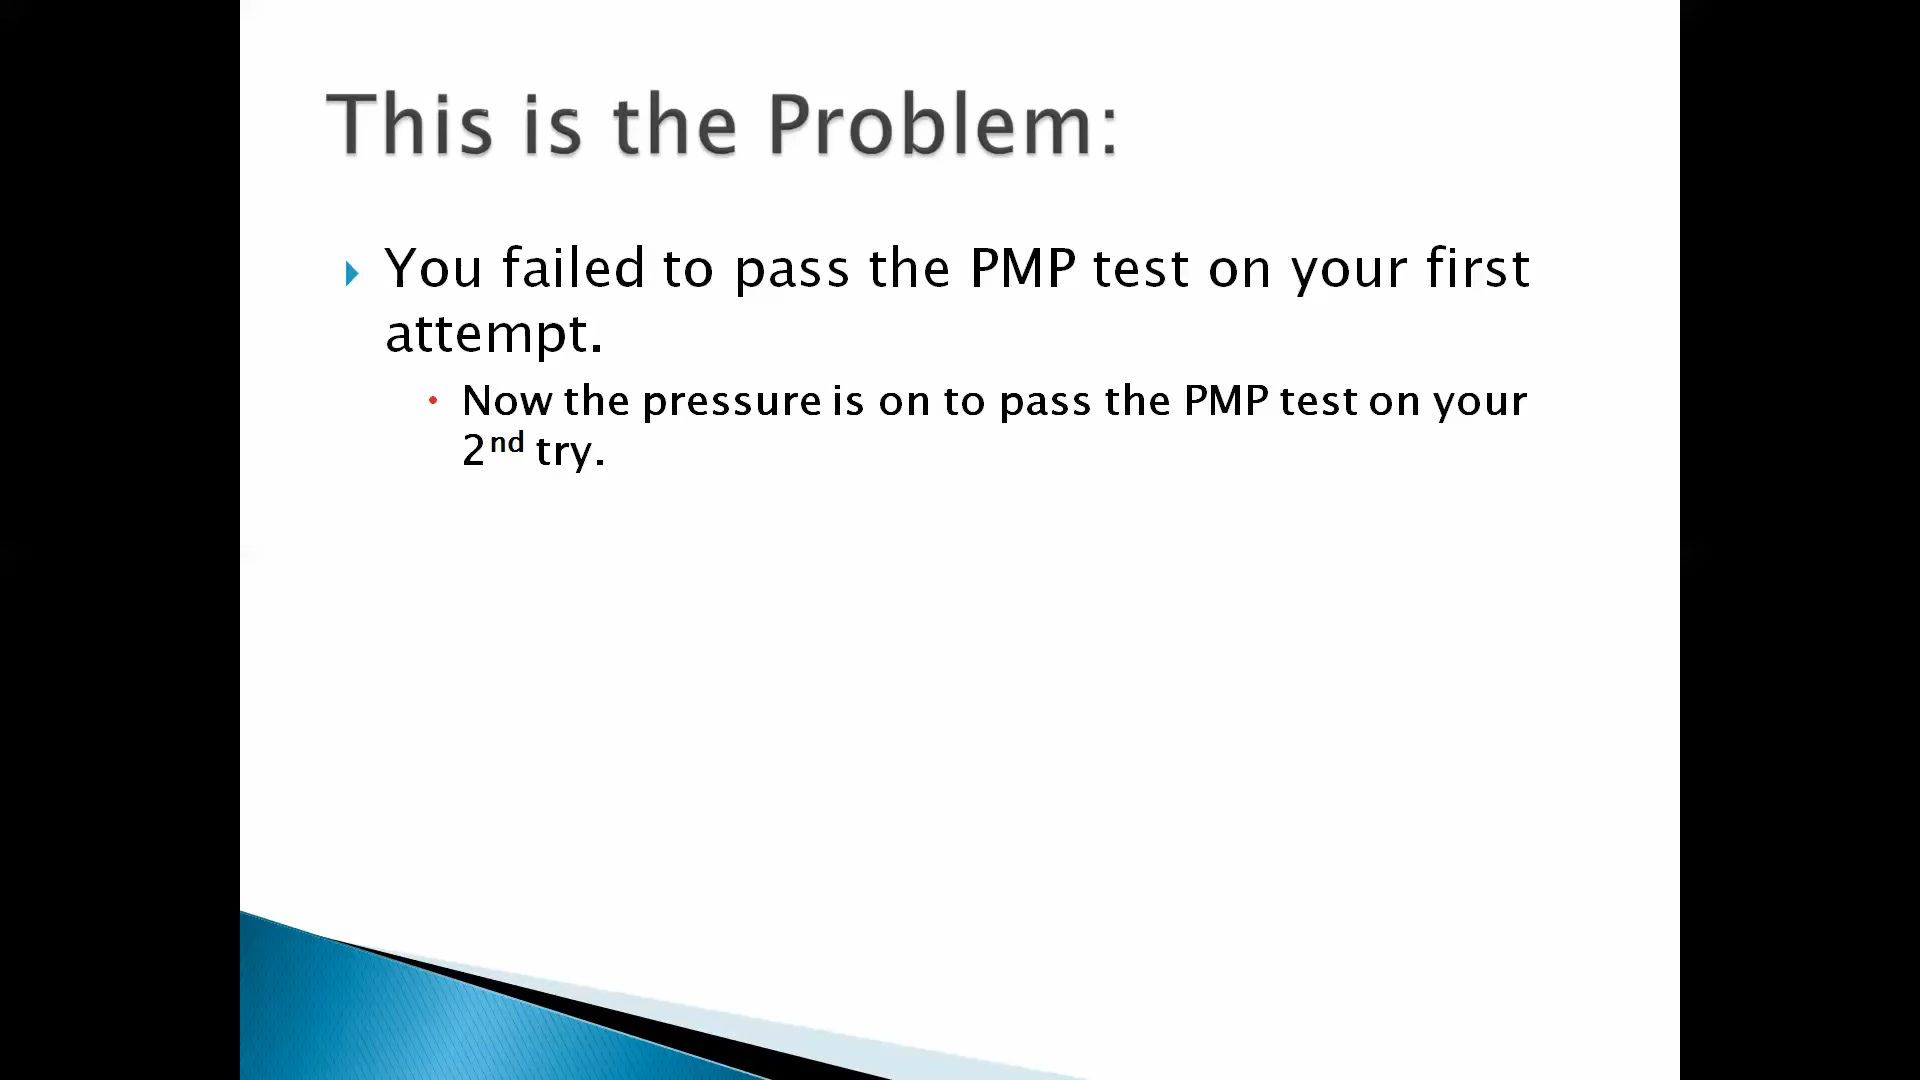 This is the Problem:
You failed to pass the PMP test on your first
attempt.
Now the pressure is on to pass the PMP test on your
2nd try.